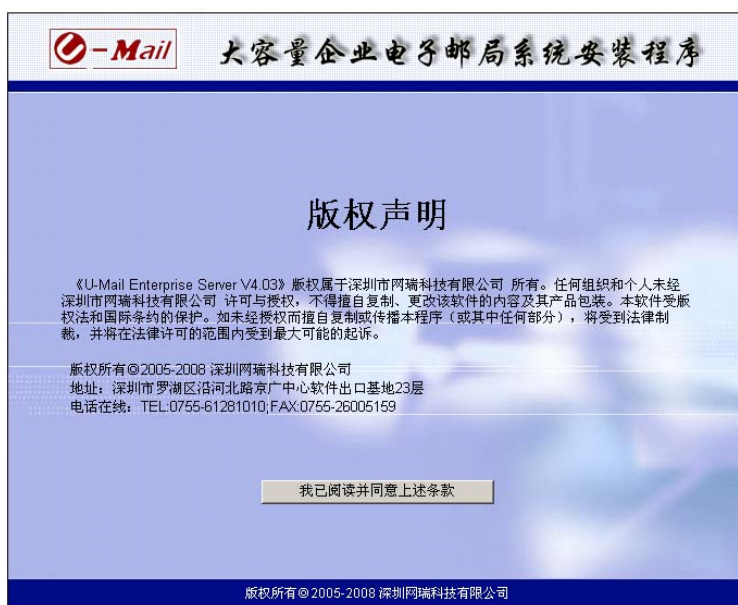 U-Mail 大容量企业电子邮局系统安装程序
版权声明
《U-Mail Enterprise Server V4.03》版权属于深圳市网瑞科技有限公司 所有。任何组织和个人未经
深圳市网瑞科技有限公司 许可与授权，不得擅自复制、更改该软件的内容及其产品包装。本软件受版
权法和国际条约的保护。如未经授权而擅自复制或传播本程序（或其中任何部分），将受到法律制
裁，并将在法律许可的范围内受到最大可能的起诉。
版权所有©2005-2008 深圳网瑞科技有限公司
地址：深圳市罗湖区沿河北路京广中心软件出口基地23层
电话在线：TEL:0755-61281010;FAX:0755-26005159
我已阅读并同意上述条款
版权所有©2005-2008 深圳网瑞科技有限公司